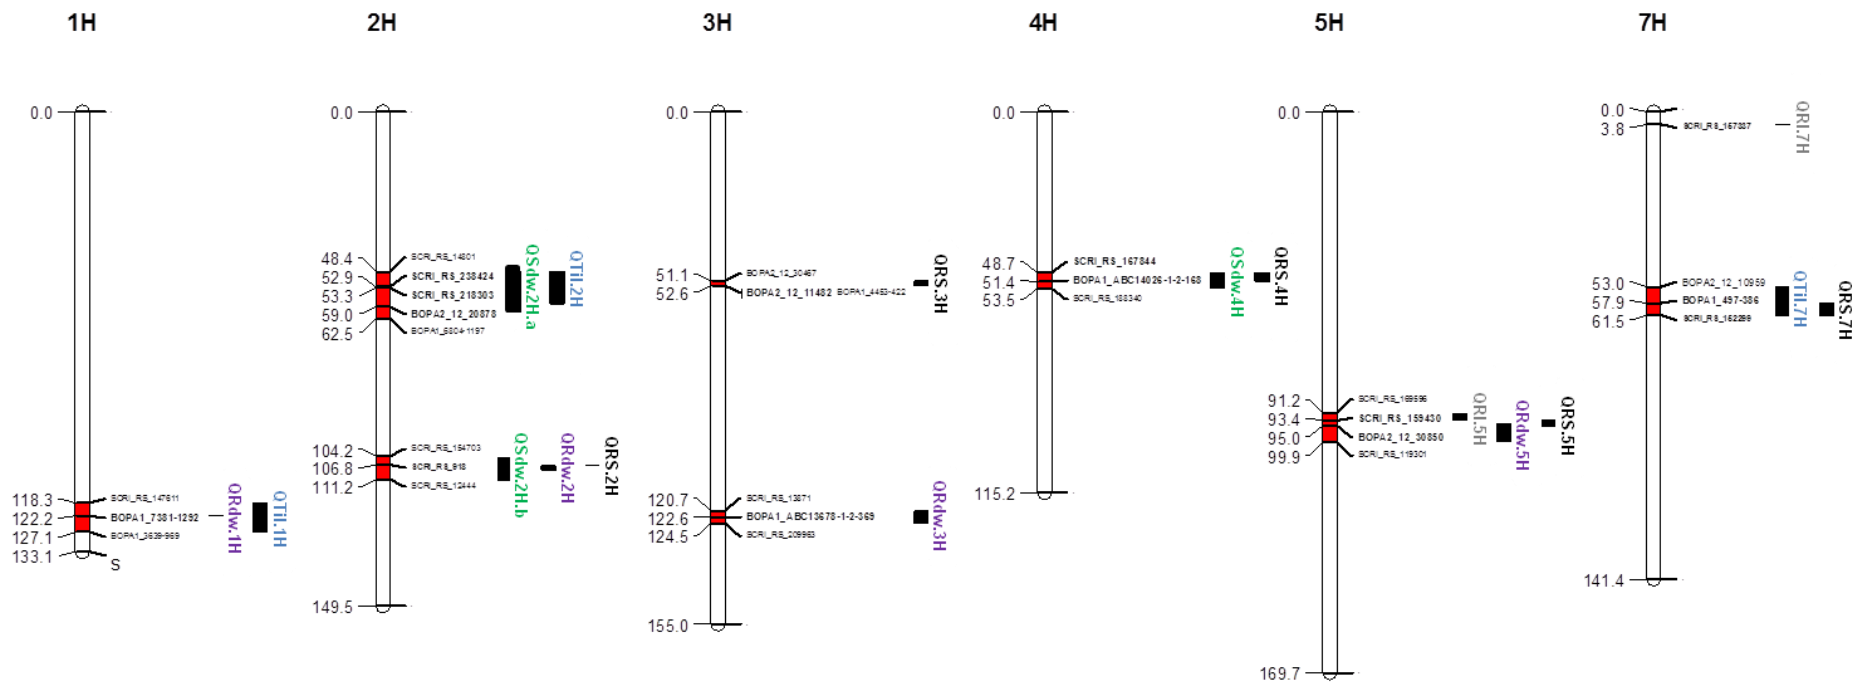 1H
2H
3H
4H
5H
7H
0.0
118.3 SCRI_RS_147611
122.2 BOPA1_7381-1292
127.1 BOPA1_3639-969
133.1 S
QRdw.1H
QTil.1H
0.0
48.4 SCRI_RS_14801
52.9 SCRI_RS_238424
53.3 SCRI_RS_218303
59.0 BOPA2_12_20878
62.5 BOPA1_5804-1197
QSdw.2H.a
QTil.2H
104.2 SCRI_RS_154703
106.8 SCRI_RS_918
111.2 SCRI_RS_12444
QSdw.2H.b
QRdw.2H
QRS.2H
149.5
0.0
51.1 BOPA2_12_30467
52.6 BOPA2_12_11482 BOPA1_4453-422
QRS.3H
120.7 SCRI_RS_13871
122.6 BOPA1_ABC13678-1-2-369
124.5 SCRI_RS_209963
QRdw.3H
155.0
0.0
48.7 SCRI_RS_167844
51.4 BOPA1_ABC14026-1-2-168
53.5 SCRI_RS_188340
QSdw.4H
QRS.4H
115.2
0.0
91.2 SCRI_RS_169596
93.4 SCRI_RS_159430
95.0 BOPA2_12_30850
99.9 SCRI_RS_119301
QRl.5H
QRdw.5H
QRS.5H
169.7
0.0
3.8 SCRI_RS_157337
QRl.7H
53.0 BOPA2_12_10959
57.9 BOPA1_497-386
61.5 SCRI_RS_152299
QTil.7H
QRS.7H
141.4